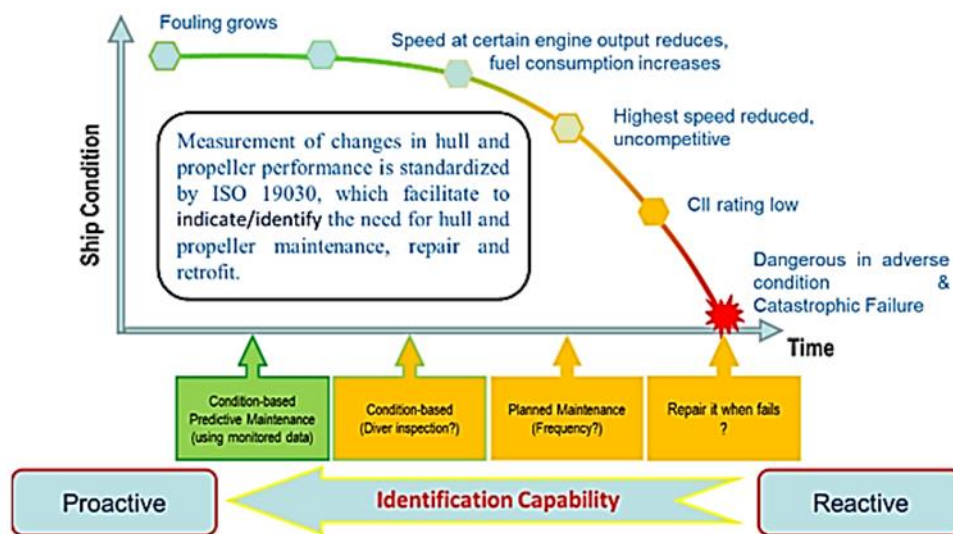 Fouling grows
Speed at certain engine output reduces,
fuel consumption increases
Highest speed reduced,
uncompetitive
Measurement of changes in hull and
propeller performance is standardized
by ISO 19030, which facilitate to
indicate/identify the need for hull and
propeller maintenance, repair and
retrofit.
CII rating low
Dangerous in adverse
condition &
Catastrophic Failure
Ship Condition
Time
Condition-based
Predictive Maintenance
(using monitored data)
Condition-based
(Diver inspection?)
Planned Maintenance
(Frequency?)
Repair it when fails
?
Proactive
Identification Capability
Reactive